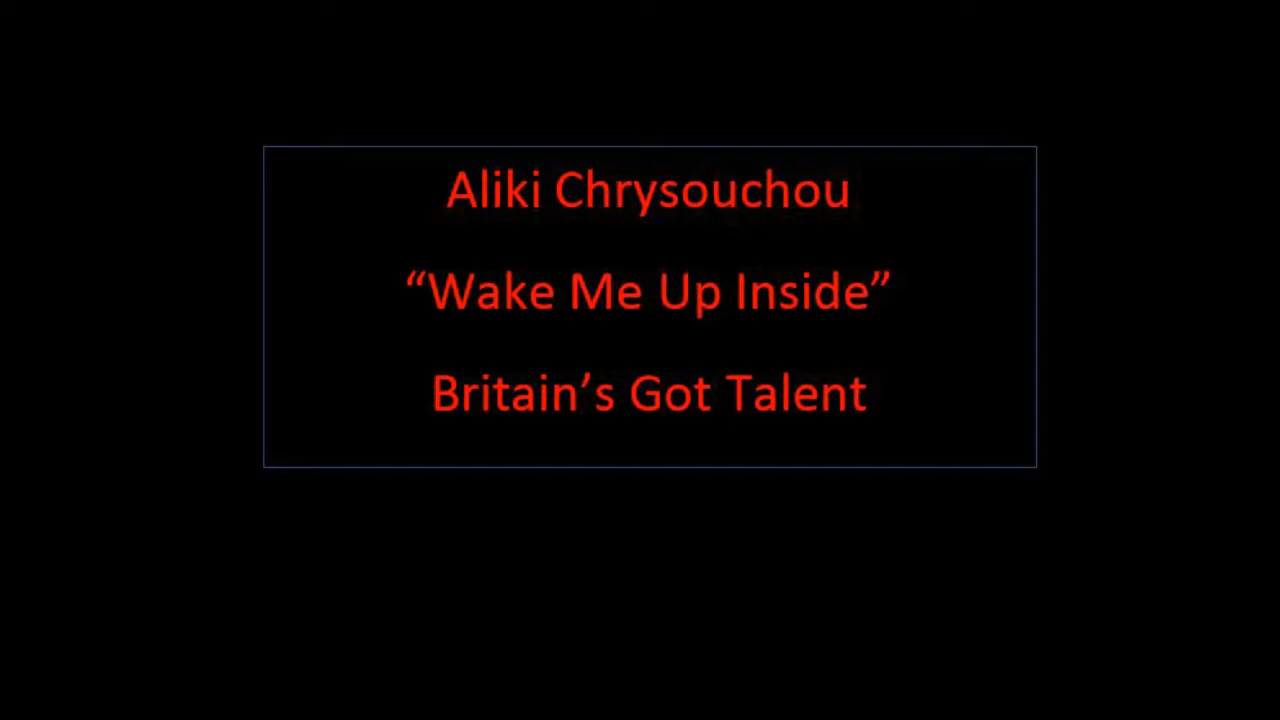 Aliki Chrysouchou
“Wake Me Up Inside”
Britain’s Got Talent